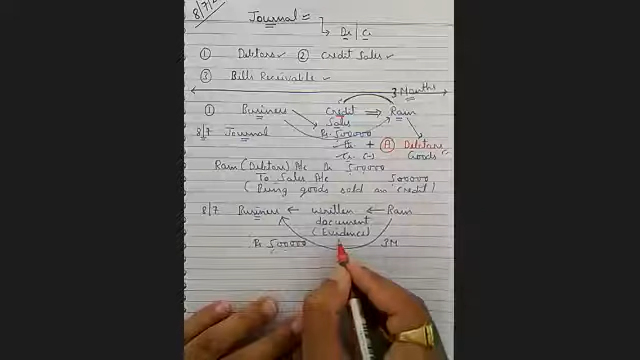 8/7/2
Journal =
Dr | Cr
① Debtors ✓ ② Credit Sales ✓
③ Bills Receivable ✓
3 Months
① Business Credit ⇒ Ram
Sales
8/7 Journal Rs. 500000
+ Ⓐ Debtors
Cr. (-) Goods
Ram (Debtors) A/c Dr 500000
To Sales A/c 500000
(Being goods sold on Credit)
8/7 Business ← written ← Ram
document
(Evidence)
Rs 500000 3M